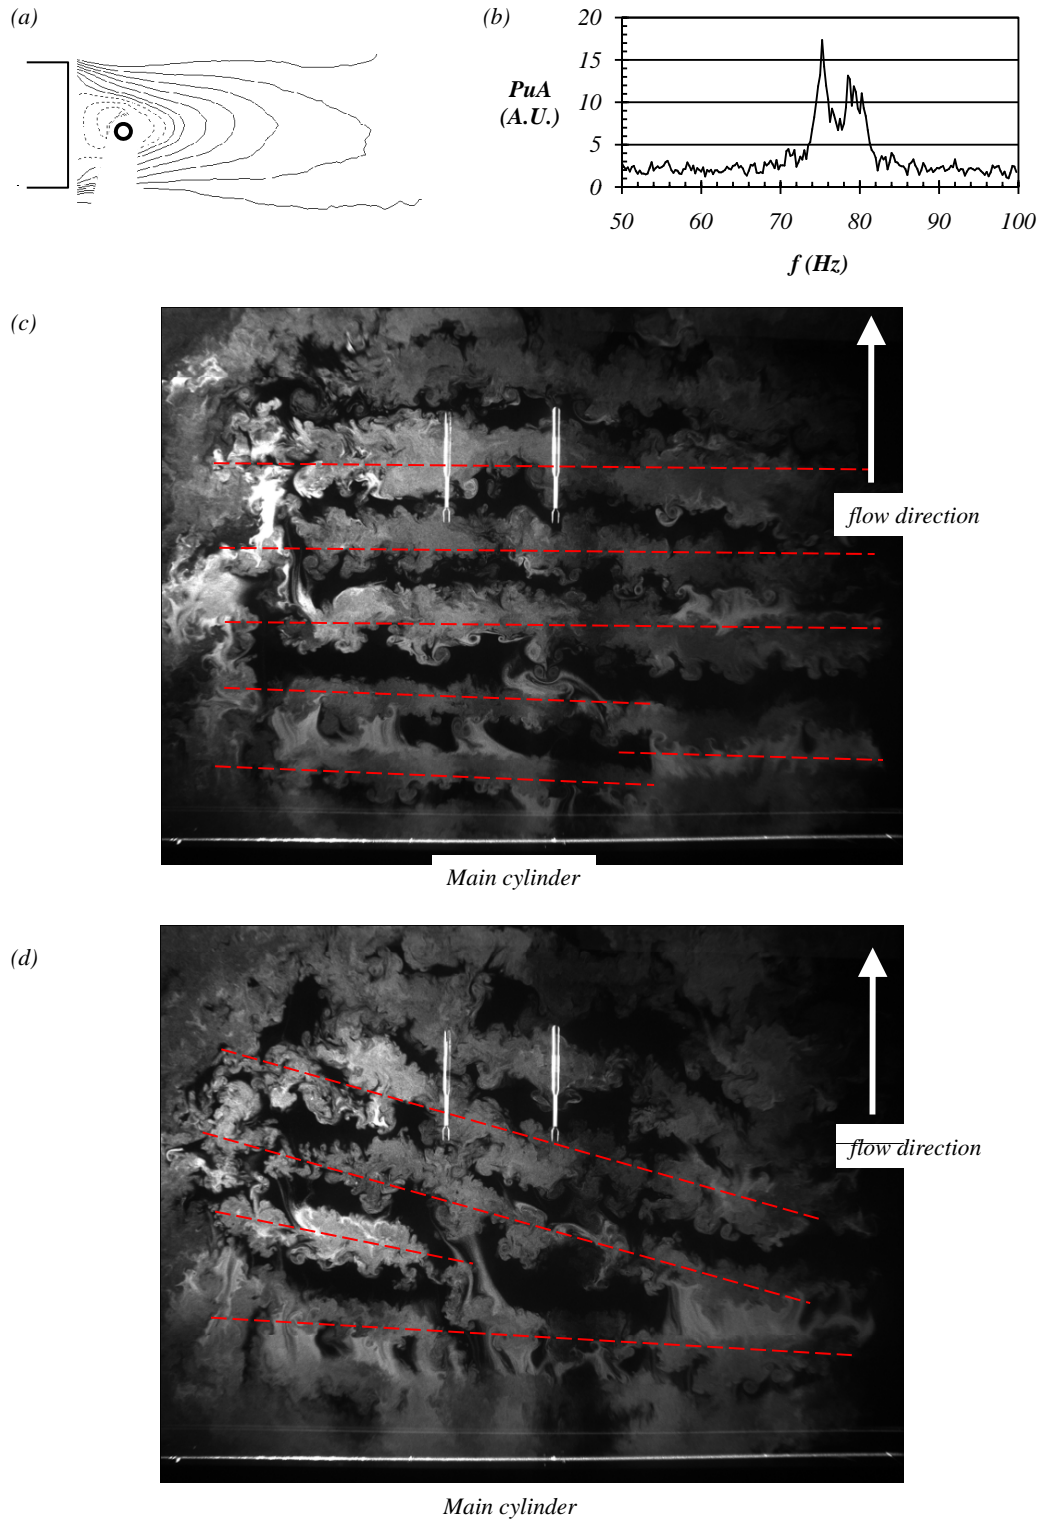 (a)
(b)
20
15
10
5
0
PuA
(A.U.)
50 60 70 80 90 100
f (Hz)
(c)
flow direction
Main cylinder
(d)
flow direction
Main cylinder